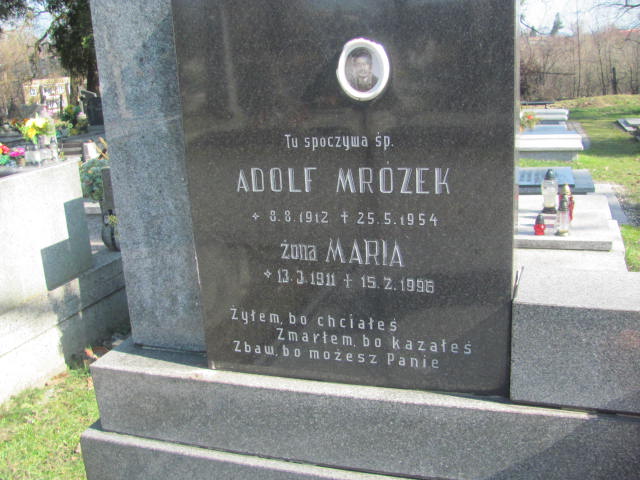 Tu spoczywa śp.
ADOLF MRÓZEK
* 8.8.1912 † 25.5.1954
żona MARIA
* 13.3.1911 † 15.2.1996
Żyłem, bo chciałeś
Zmarłem, bo kazałeś
Zbaw, bo możesz Panie